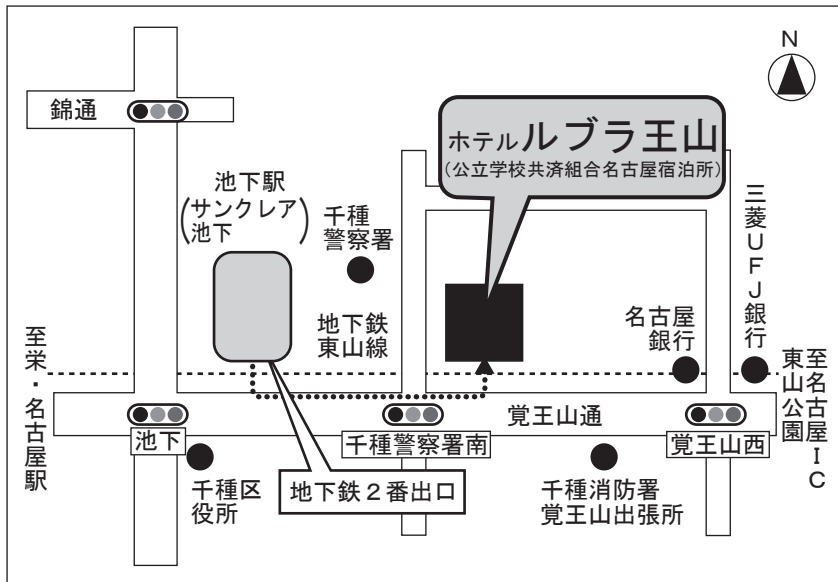 N
錦通
ホテルルブラ王山
(公立学校共済組合名古屋宿泊所)
池下駅
(サンクレア
池下)
千種
警察署
三菱UFJ銀行
地下鉄
東山線
名古屋
銀行
至栄・名古屋駅
至名古屋IC
東山公園
覚王山通
池下
千種警察署南
覚王山西
千種区
役所
地下鉄2番出口
千種消防署
覚王山出張所